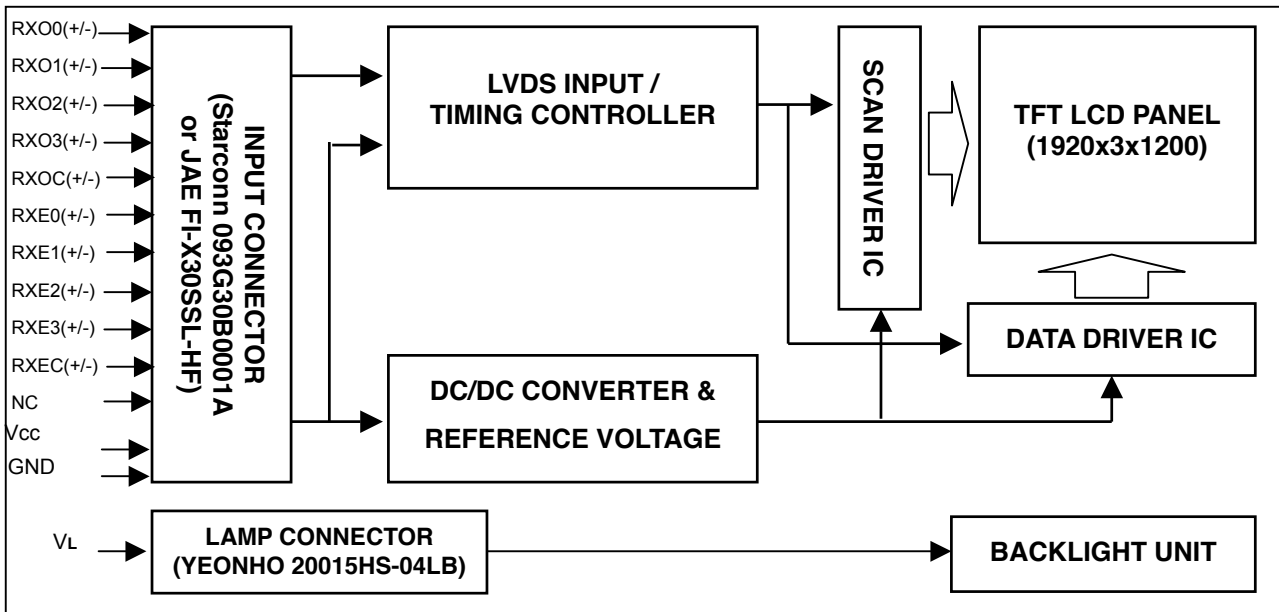 RXO0(+/-)
RXO1(+/-)
RXO2(+/-)
RXO3(+/-)
RXOC(+/-)
RXE0(+/-)
RXE1(+/-)
RXE2(+/-)
RXE3(+/-)
RXEC(+/-)
NC
Vcc
GND
VL
INPUT CONNECTOR
(Starconn 093G30B0001A
or JAE FI-X30SSL-HF)
LVDS INPUT /
TIMING CONTROLLER
SCAN DRIVER IC
TFT LCD PANEL
(1920x3x1200)
DATA DRIVER IC
DC/DC CONVERTER &
REFERENCE VOLTAGE
LAMP CONNECTOR
(YEONHO 20015HS-04LB)
BACKLIGHT UNIT